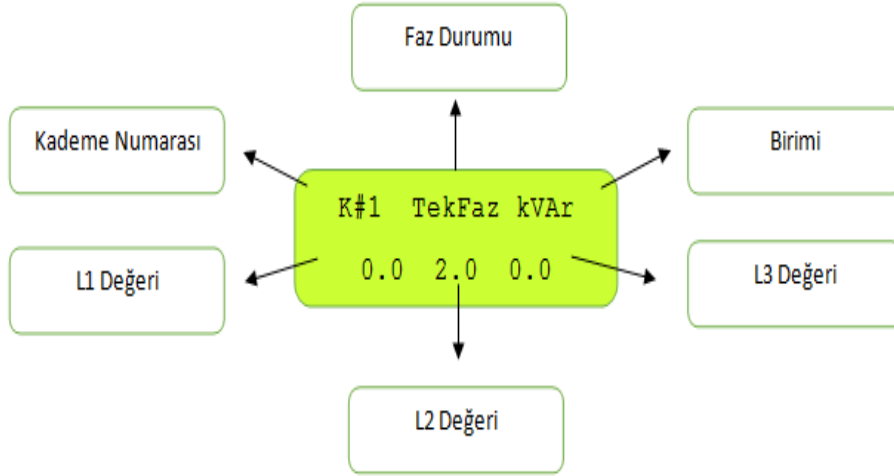 Faz Durumu
Kademe Numarası
Birimi
K#1 TekFaz kVAr
0.0 2.0 0.0
L1 Değeri
L3 Değeri
L2 Değeri